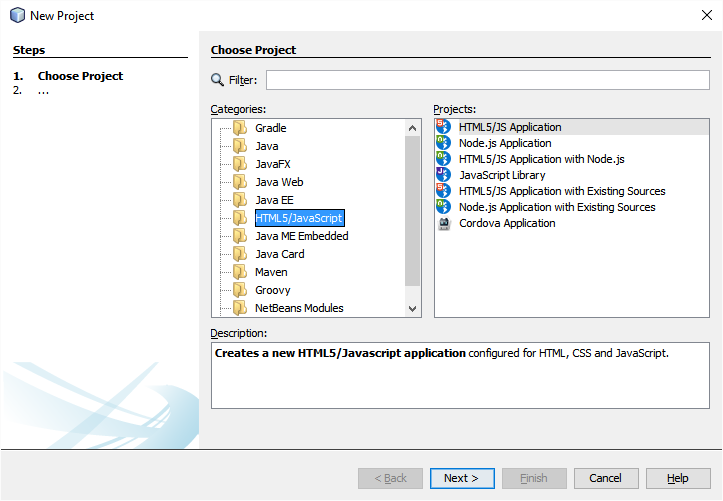 New Project
Steps
1. Choose Project
2. ...
Choose Project
Filter:
Categories:
Gradle
Java
JavaFX
Java Web
Java EE
HTML5/JavaScript
Java ME Embedded
Java Card
Maven
Groovy
NetBeans Modules
Projects:
HTML5/JS Application
Node.js Application
HTML5/JS Application with Node.js
JavaScript Library
HTML5/JS Application with Existing Sources
Node.js Application with Existing Sources
Cordova Application
Description:
Creates a new HTML5/Javascript application configured for HTML, CSS and JavaScript.
< Back
Next >
Finish
Cancel
Help